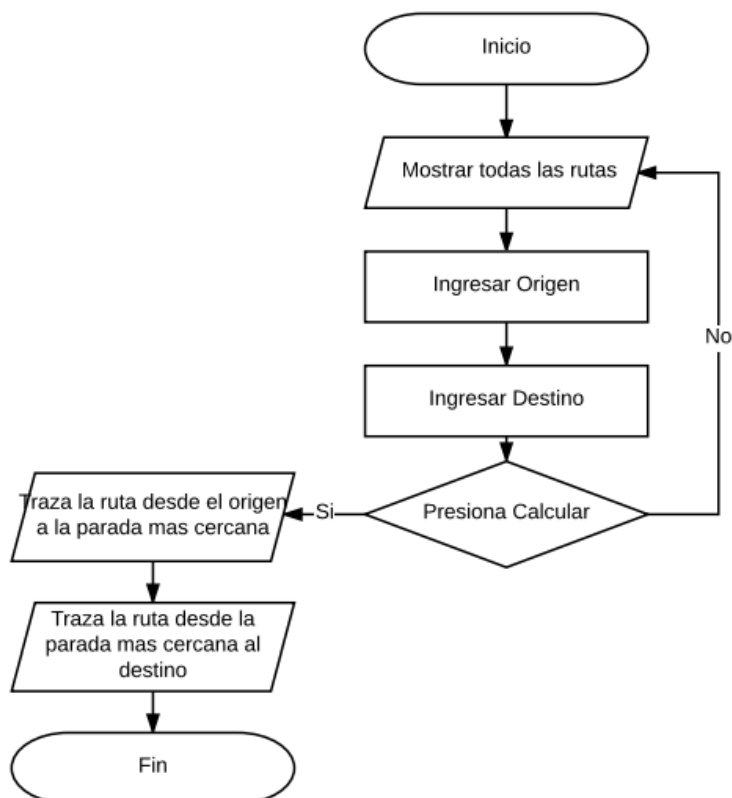 Inicio
Mostrar todas las rutas
Ingresar Origen
No
Ingresar Destino
Presiona Calcular
Si
Traza la ruta desde el origen
a la parada mas cercana
Traza la ruta desde la
parada mas cercana al
destino
Fin